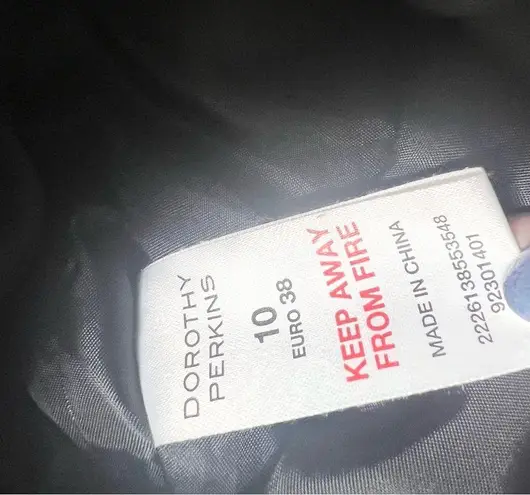 DOROTHY
PERKINS
10
EURO 38
KEEP AWAY
FROM FIRE
MADE IN CHINA
2226138553548
92301401